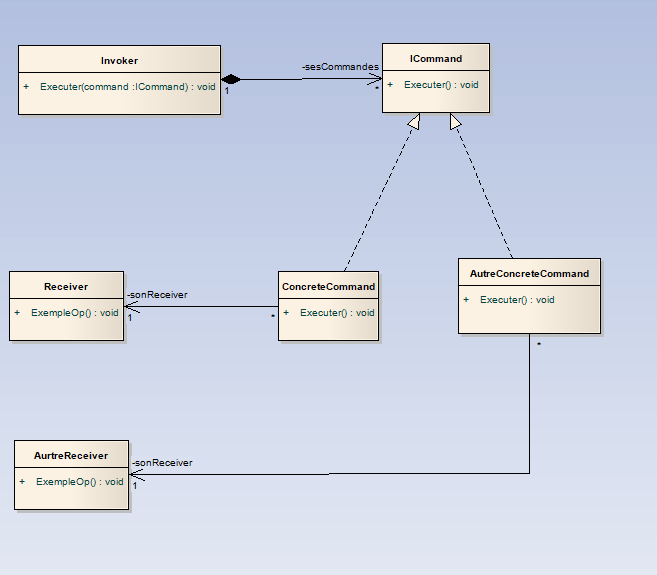 Invoker
+ Executer(command :ICommand) : void
1
-sesCommandes
*
ICommand
+ Executer() : void
Receiver
+ ExempleOp() : void
-sonReceiver
1
*
ConcreteCommand
+ Executer() : void
AutreConcreteCommand
+ Executer() : void
*
AurtreReceiver
+ ExempleOp() : void
-sonReceiver
1